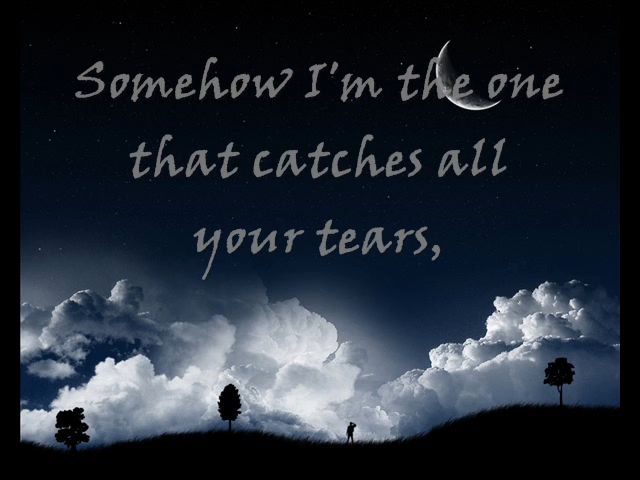 Somehow I'm the one
that catches all
your tears,